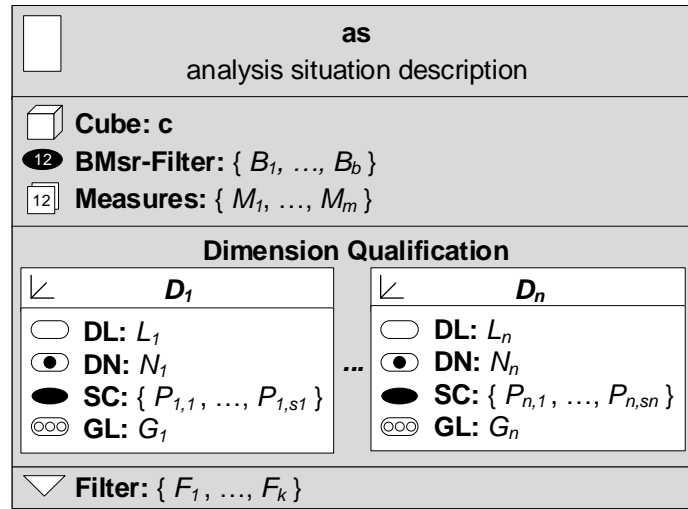 as
analysis situation description
Cube: c
12 BMsr-Filter: { B1, …, Bb }
12 Measures: { M1, …, Mm }
Dimension Qualification
D1
DL: L1
DN: N1
SC: { P1,1 , …, P1,s1 }
GL: G1
...
Dn
DL: Ln
DN: Nn
SC: { Pn,1 , …, Pn,sn }
GL: Gn
Filter: { F1, …, Fk }